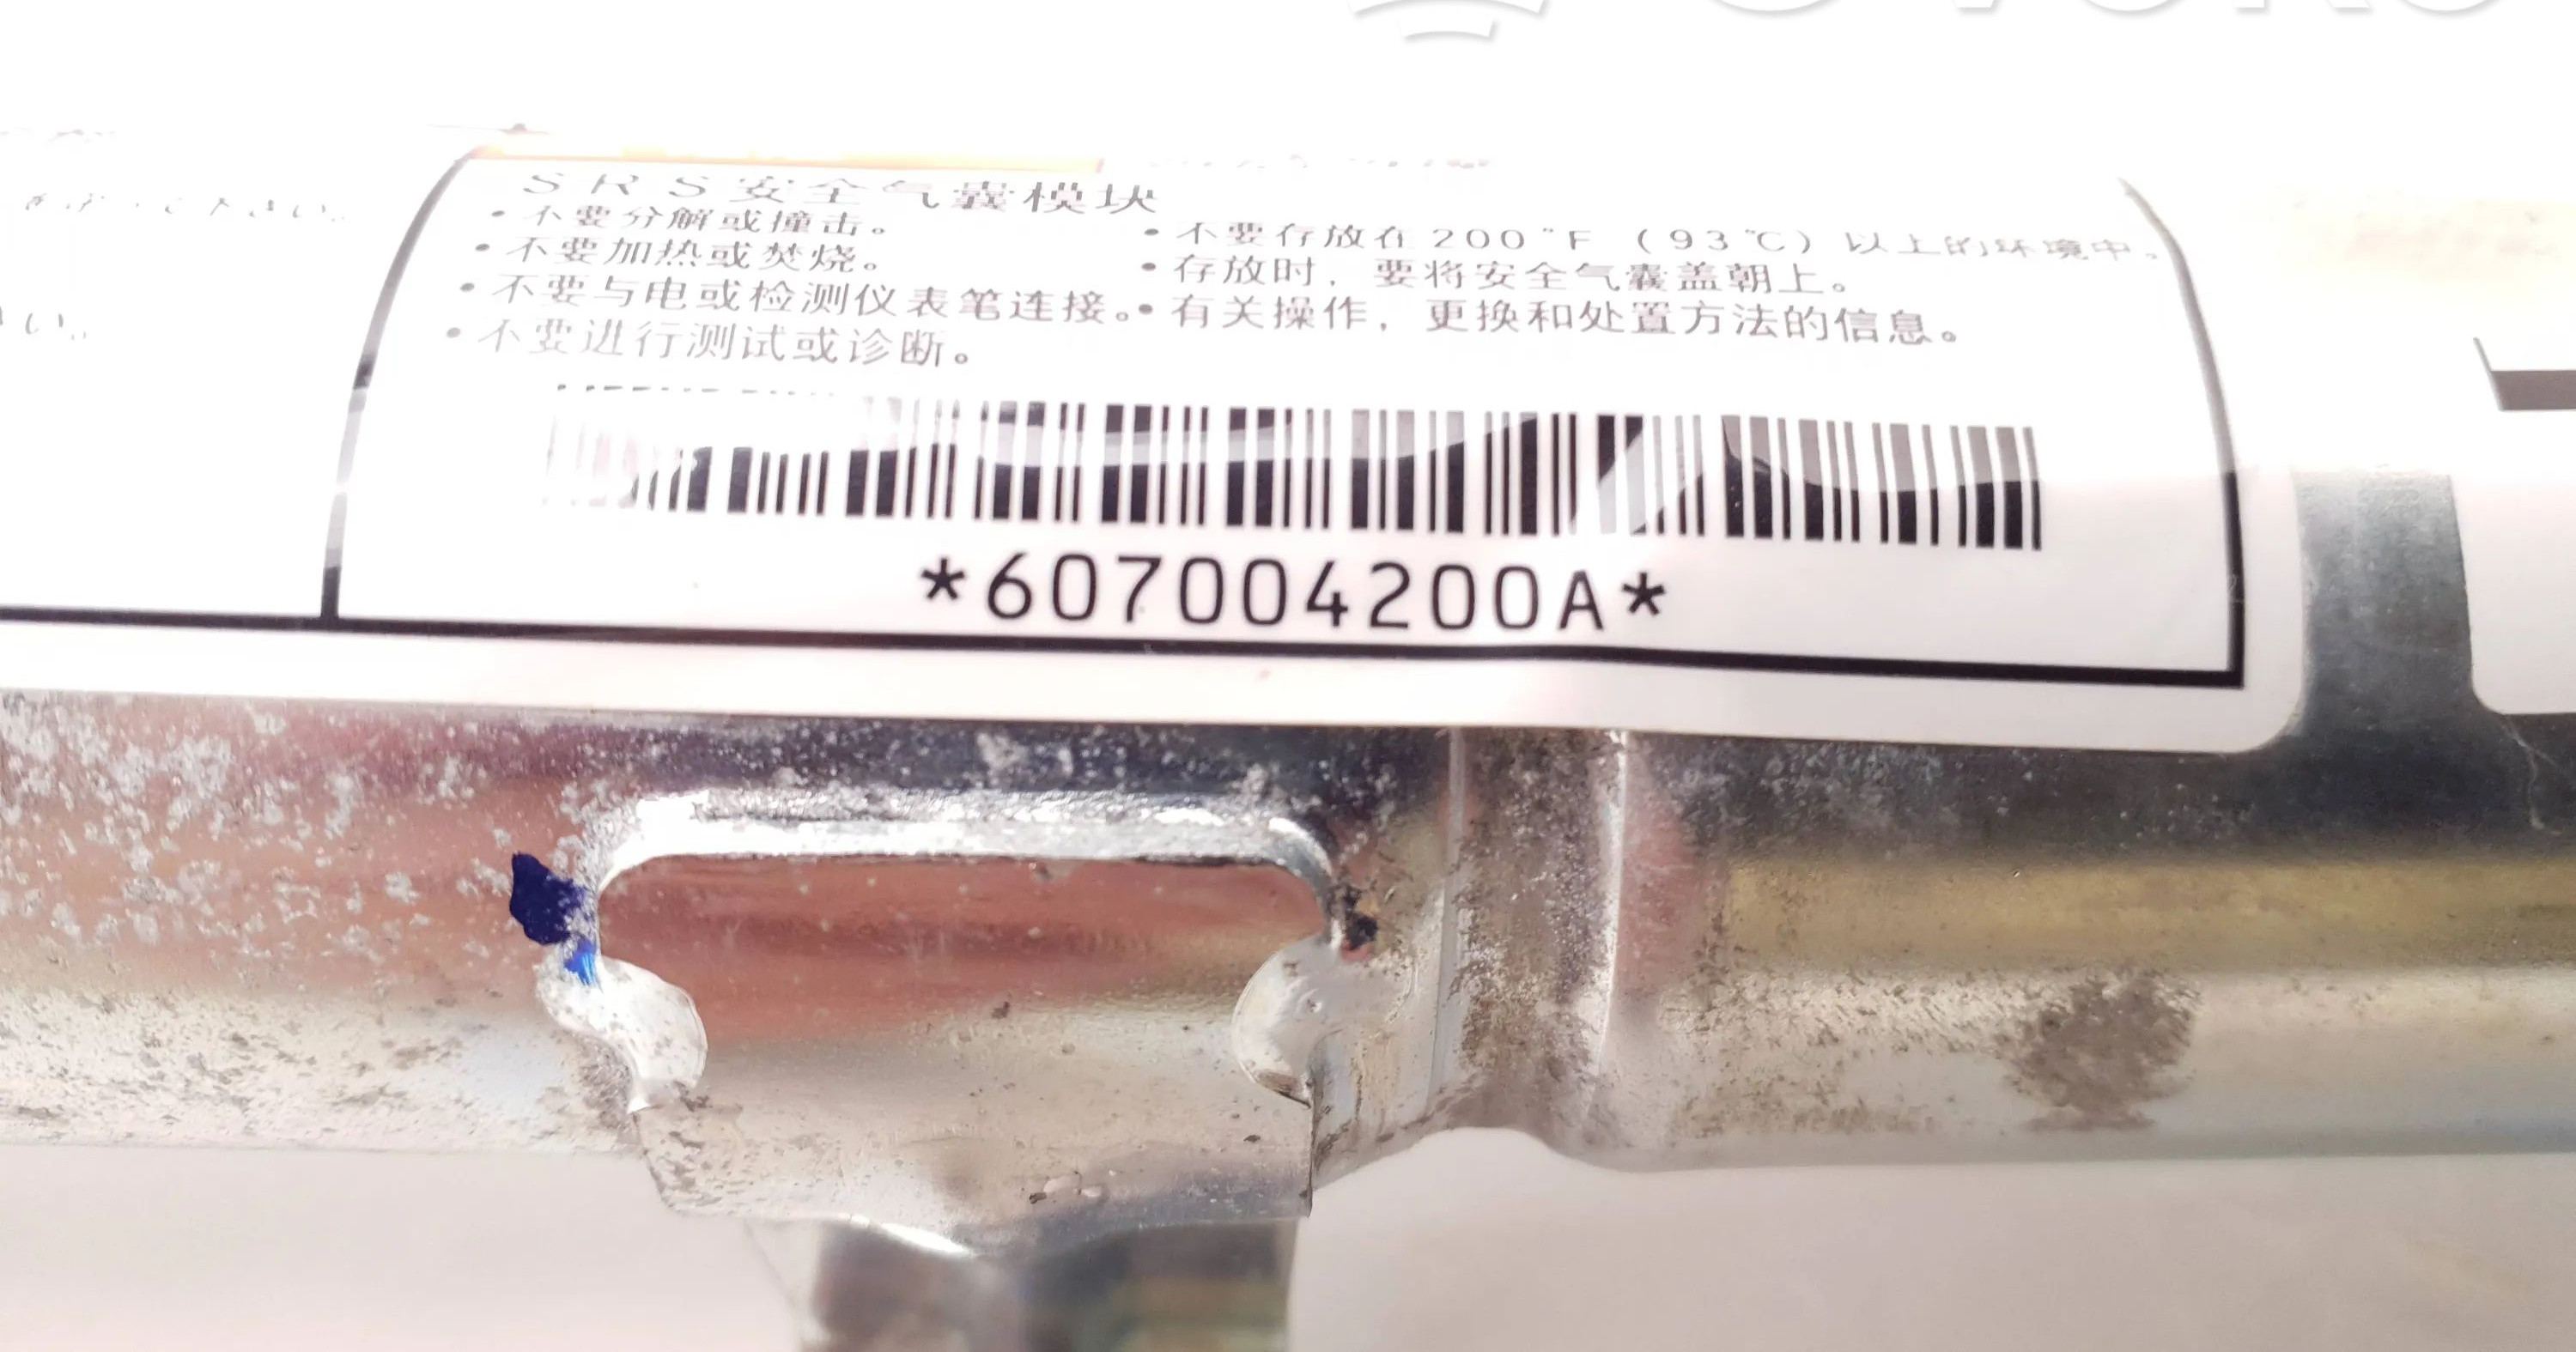 SRS安全气囊模块
•不要分解或撞击。
•不要加热或焚烧。
•不要与电或检测仪表笔连接。
•不要进行测试或诊断。
•不要存放在200°F（93℃）以上的环境中。
•存放时，要将安全气囊盖朝上。
•有关操作，更换和处置方法的信息。
*607004200A*